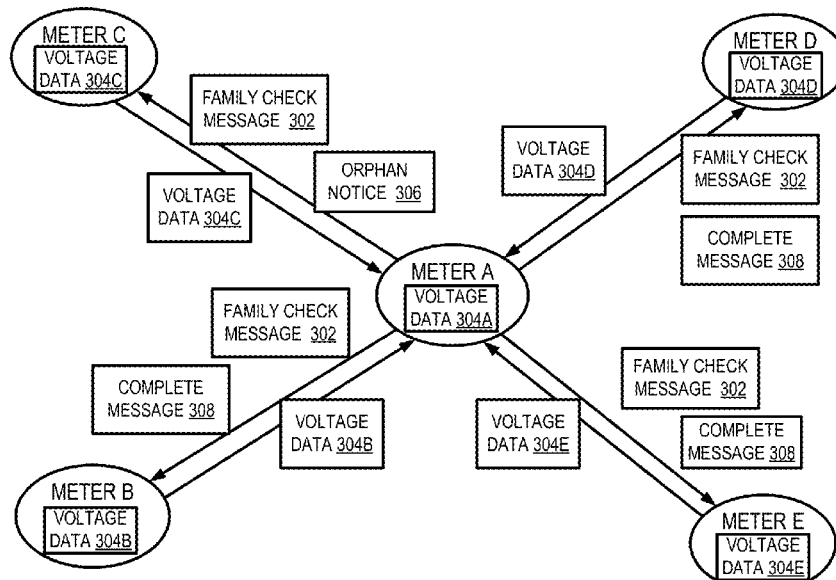 METER C
VOLTAGE
DATA 304C
METER D
VOLTAGE
DATA 304D
FAMILY CHECK
MESSAGE 302
ORPHAN
NOTICE 306
VOLTAGE
DATA 304C
VOLTAGE
DATA 304D
FAMILY CHECK
MESSAGE 302
COMPLETE
MESSAGE 308
METER A
VOLTAGE
DATA 304A
FAMILY CHECK
MESSAGE 302
COMPLETE
MESSAGE 308
VOLTAGE
DATA 304B
VOLTAGE
DATA 304E
FAMILY CHECK
MESSAGE 302
COMPLETE
MESSAGE 308
METER B
VOLTAGE
DATA 304B
METER E
VOLTAGE
DATA 304E